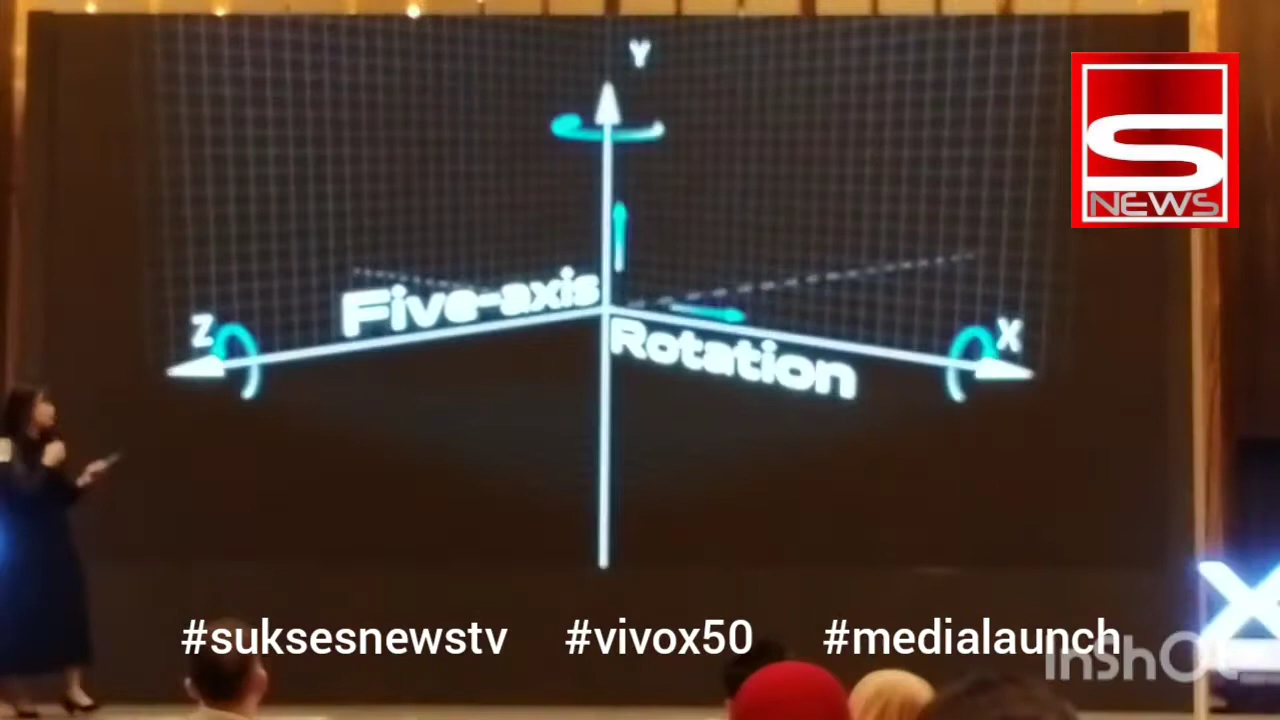 Y
S
NEWS
Five-axis
Z
X
Rotation
#suksesnewstv #vivox50 #medialaunch
InShOt
X